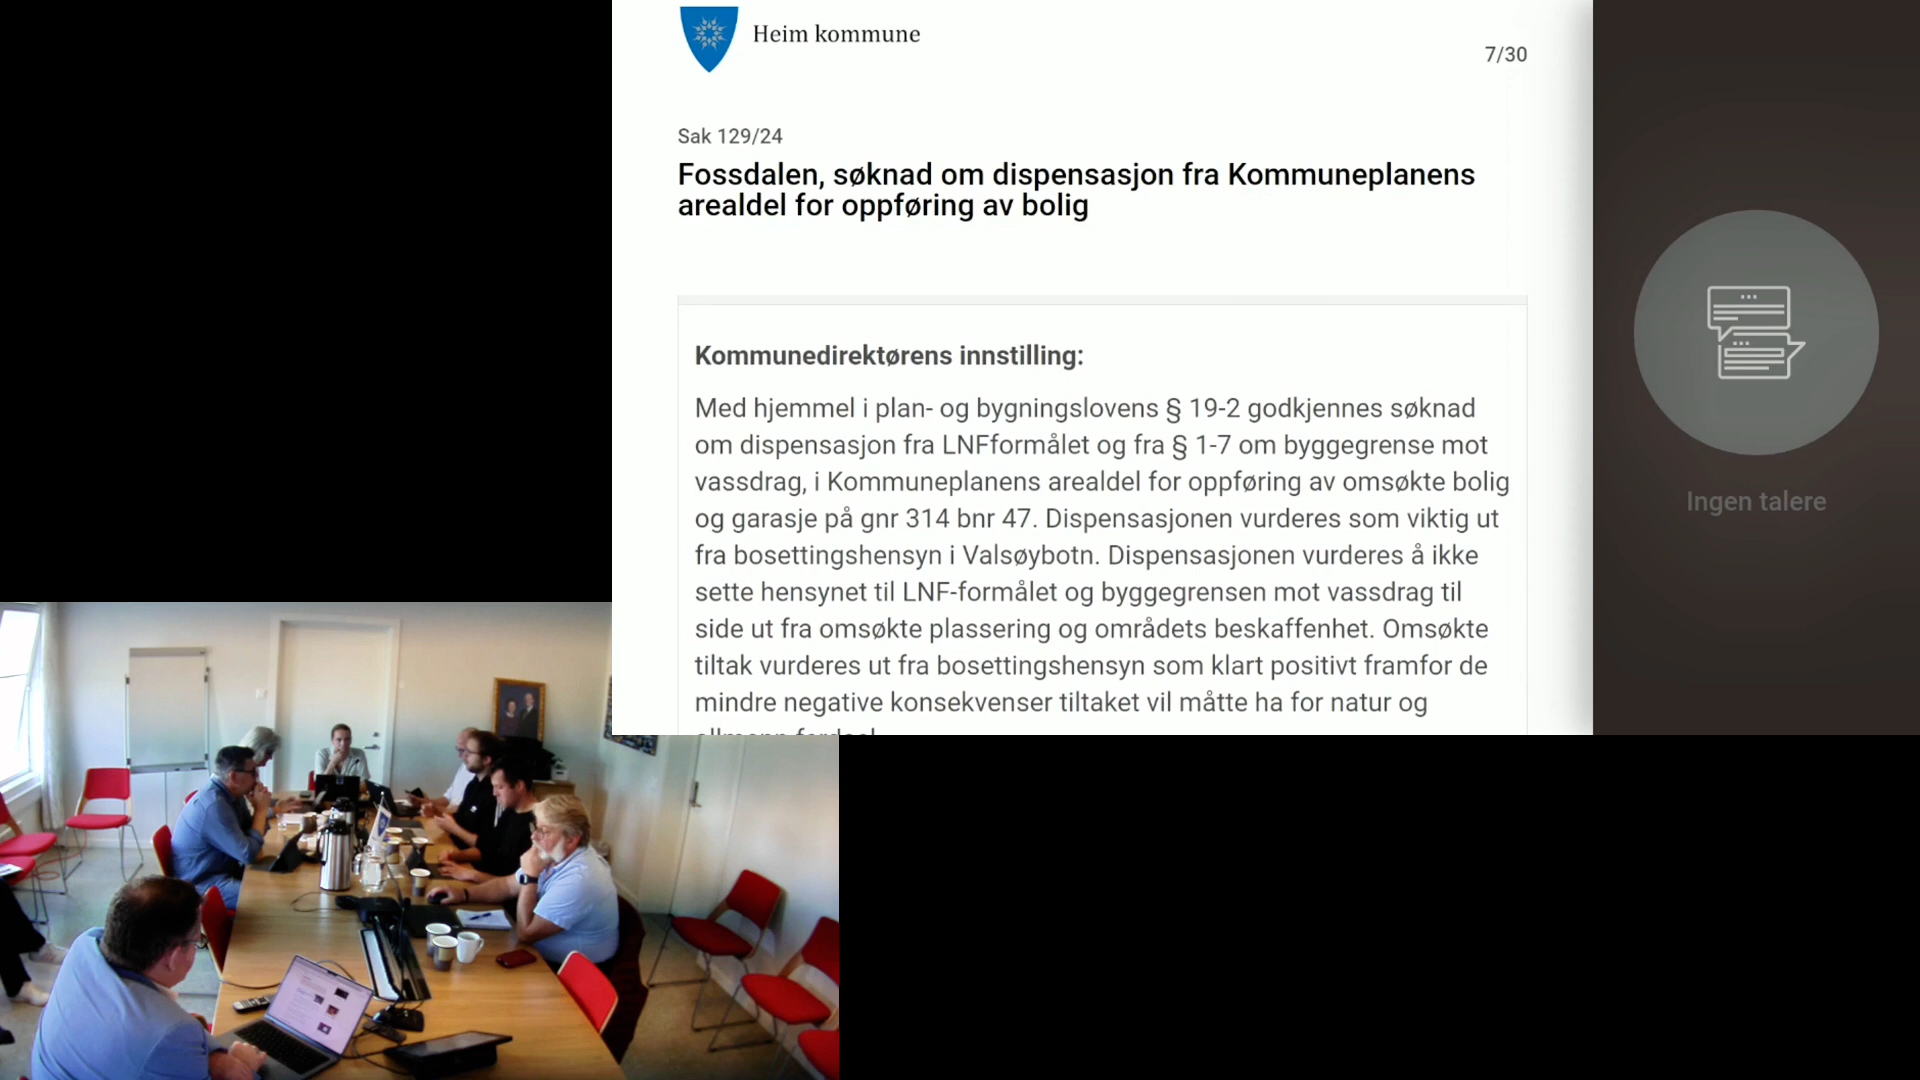 Heim kommune
7/30
Sak 129/24
Fossdalen, søknad om dispensasjon fra Kommuneplanens
arealdel for oppføring av bolig
Kommunedirektørens innstilling:
Med hjemmel i plan- og bygningslovens § 19-2 godkjennes søknad
om dispensasjon fra LNFformålet og fra § 1-7 om byggegrense mot
vassdrag, i Kommuneplanens arealdel for oppføring av omsøkte bolig
og garasje på gnr 314 bnr 47. Dispensasjonen vurderes som viktig ut
fra bosettingshensyn i Valsøybotn. Dispensasjonen vurderes å ikke
sette hensynet til LNF-formålet og byggegrensen mot vassdrag til
side ut fra omsøkte plassering og områdets beskaffenhet. Omsøkte
tiltak vurderes ut fra bosettingshensyn som klart positivt framfor de
mindre negative konsekvenser tiltaket vil måtte ha for natur og
Ingen talere